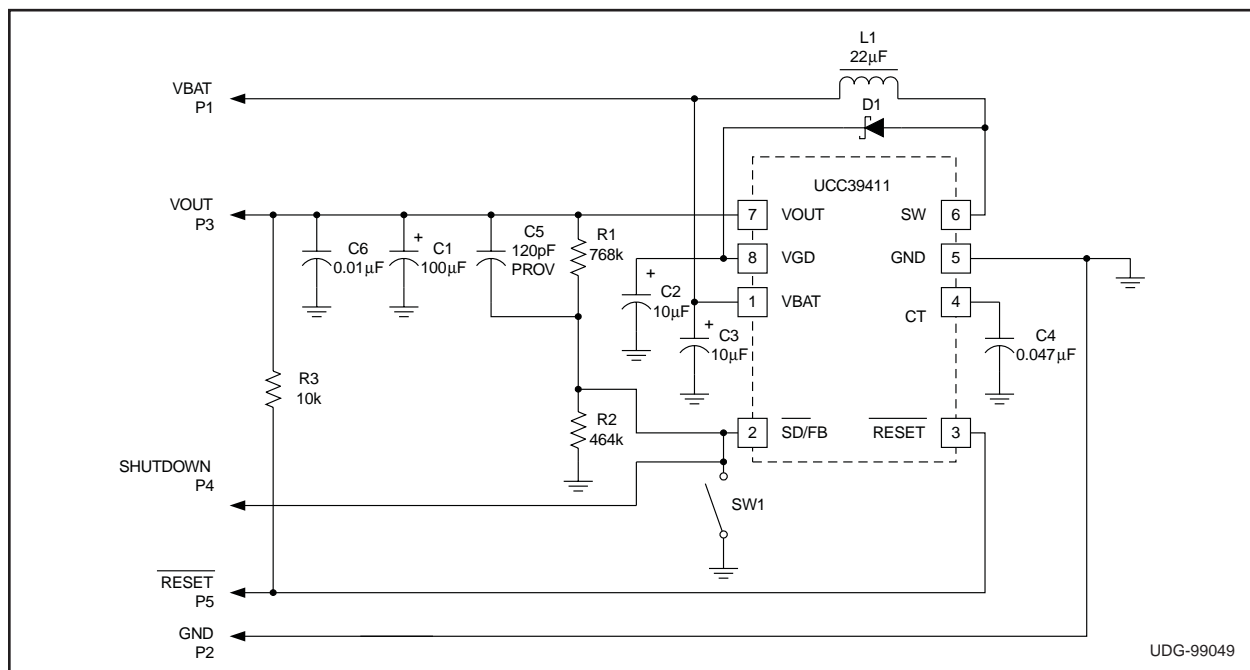 L1
22µF
VBAT
P1
D1
UCC39411
VOUT
P3
7
VOUT
SW
6
C6
0.01µF
+
C1
100µF
C5
120pF
PROV
R1
768k
8
VGD
GND
5
+
C2
10µF
1
VBAT
CT
4
+
C3
10µF
C4
0.047µF
R3
10k
R2
464k
2
SD/FB
RESET
3
SHUTDOWN
P4
SW1
RESET
P5
GND
P2
UDG-99049